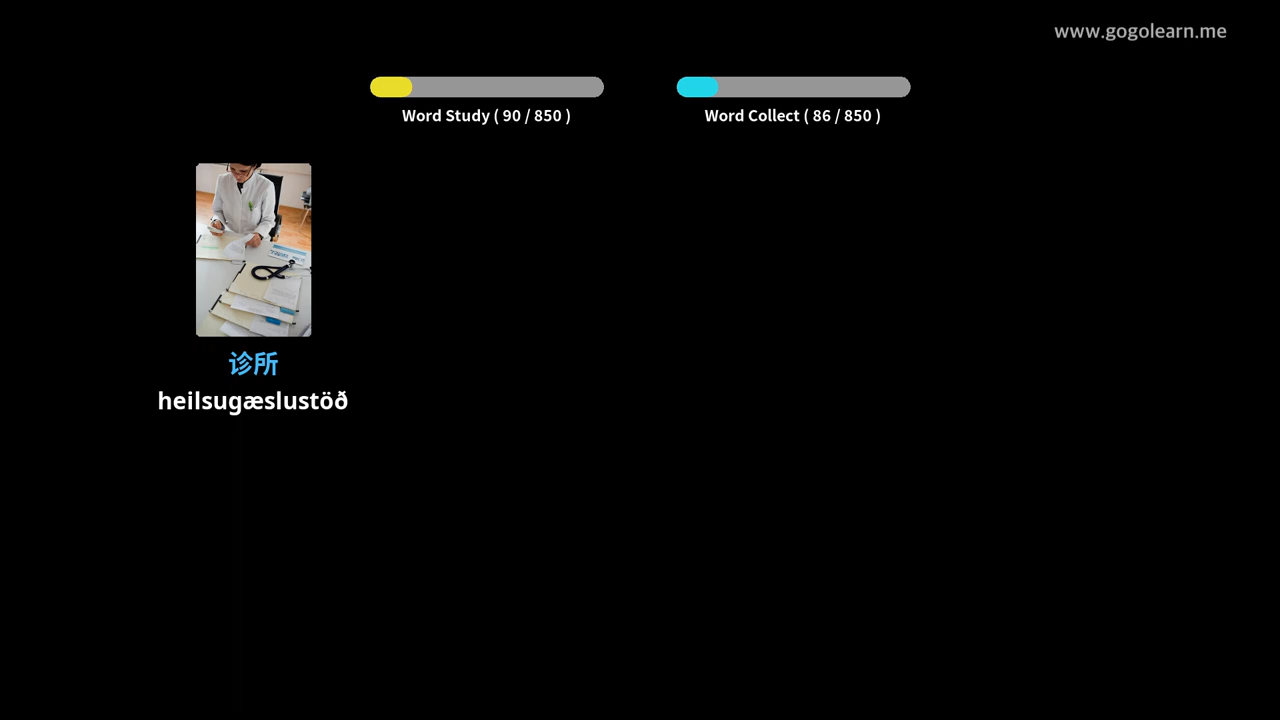 www.gogolearn.me
Word Study ( 90 / 850 )
Word Collect ( 86 / 850 )
诊所
heilsugæslustöð